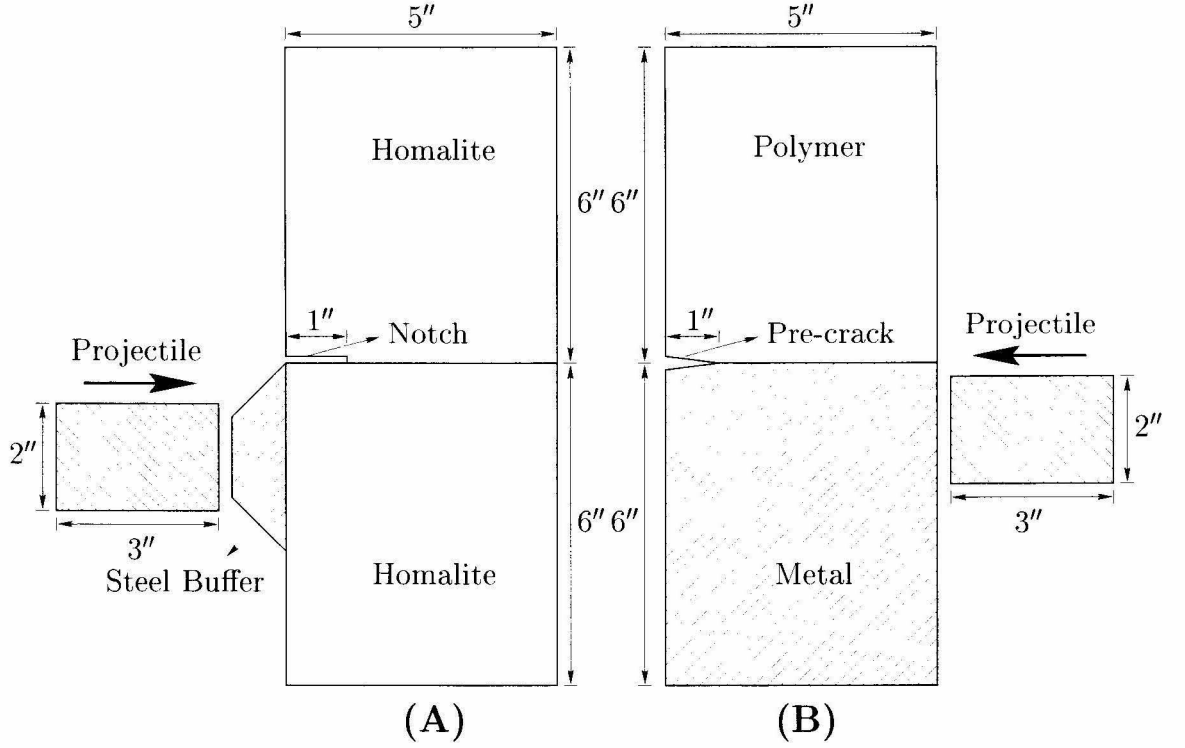 5″
5″
Homalite
Polymer
6″ 6″
1″
Notch
1″
Pre-crack
Projectile
Projectile
2″
2″
3″
3″
Steel Buffer
6″ 6″
Homalite
Metal
(A)
(B)